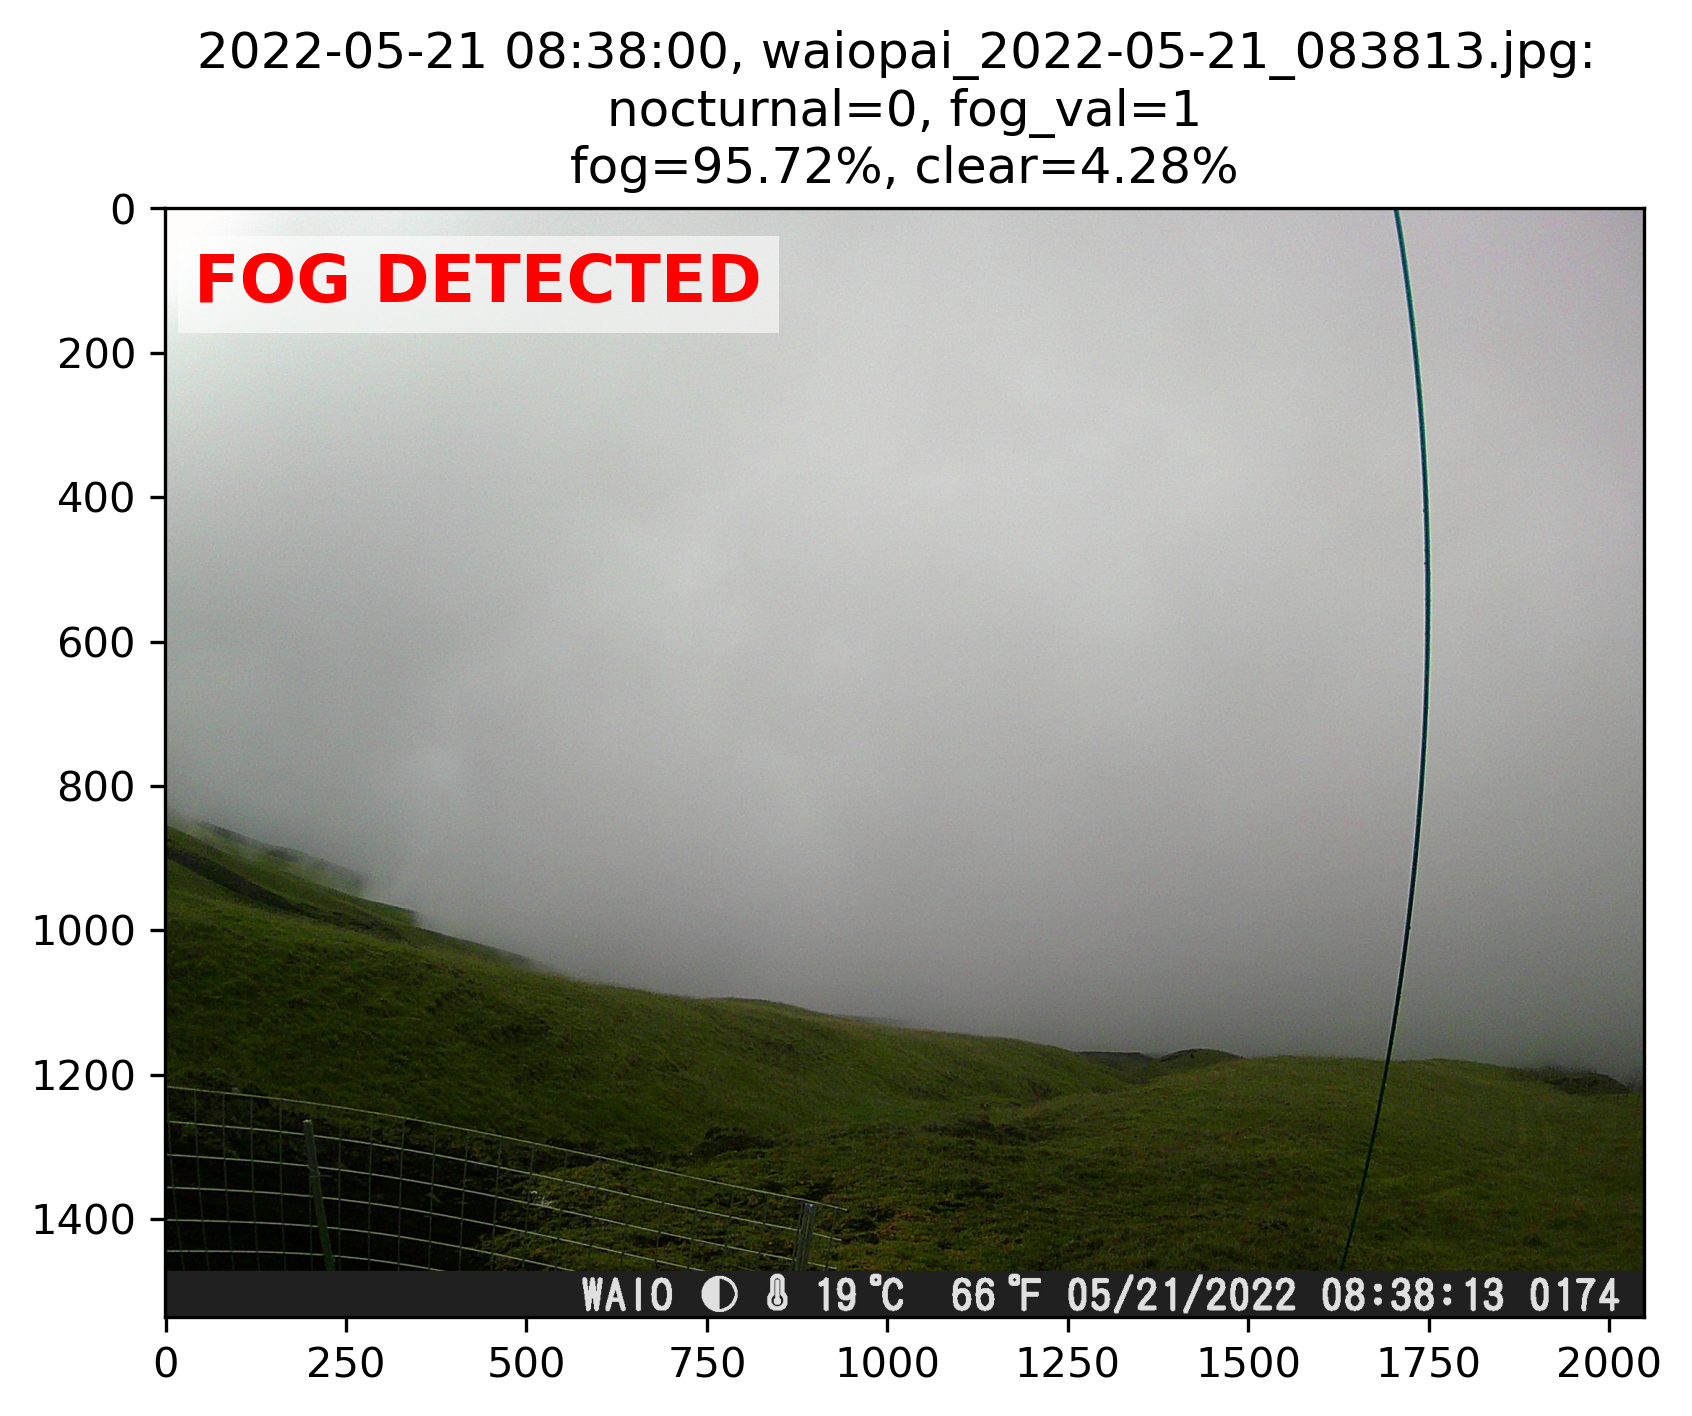 2022-05-21 08:38:00, waiopai_2022-05-21_083813.jpg:
nocturnal=0, fog_val=1
fog=95.72%, clear=4.28%
FOG DETECTED
0
200
400
600
800
1000
1200
1400
WAIO 19°C 66°F 05/21/2022 08:38:13 0174
0 250 500 750 1000 1250 1500 1750 2000